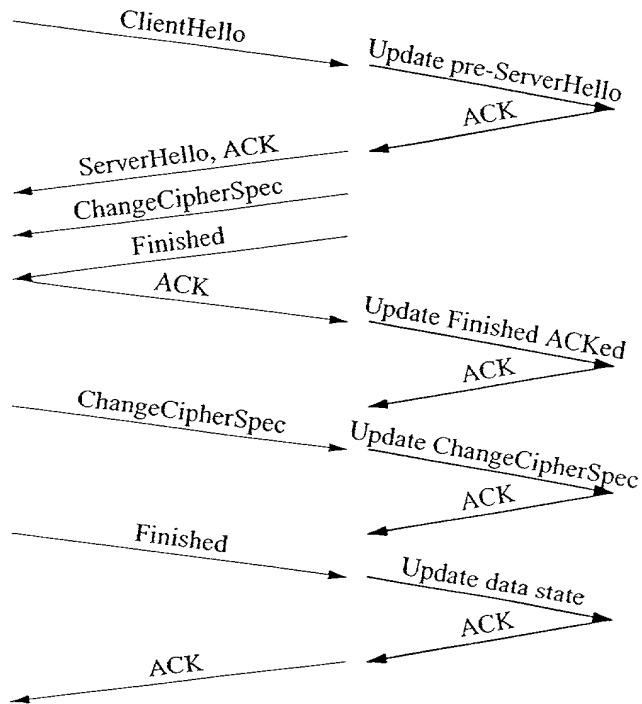 ClientHello
Update pre-ServerHello
ACK
ServerHello, ACK
ChangeCipherSpec
Finished
ACK
Update Finished ACKed
ACK
ChangeCipherSpec
Update ChangeCipherSpec
ACK
Finished
Update data state
ACK
ACK